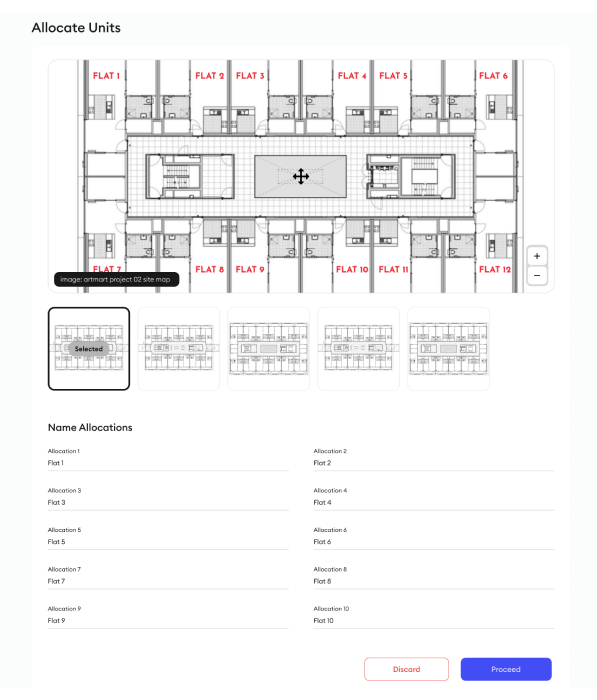 Allocate Units
FLAT 1 FLAT 2 FLAT 3 FLAT 4 FLAT 5 FLAT 6
FLAT 7 FLAT 8 FLAT 9 FLAT 10 FLAT 11 FLAT 12
image: artmart project 02 site map
+
−
Selected
Name Allocations
Allocation 1 Allocation 2
Flat 1 Flat 2
Allocation 3 Allocation 4
Flat 3 Flat 4
Allocation 5 Allocation 6
Flat 5 Flat 6
Allocation 7 Allocation 8
Flat 7 Flat 8
Allocation 9 Allocation 10
Flat 9 Flat 10
Discard Proceed